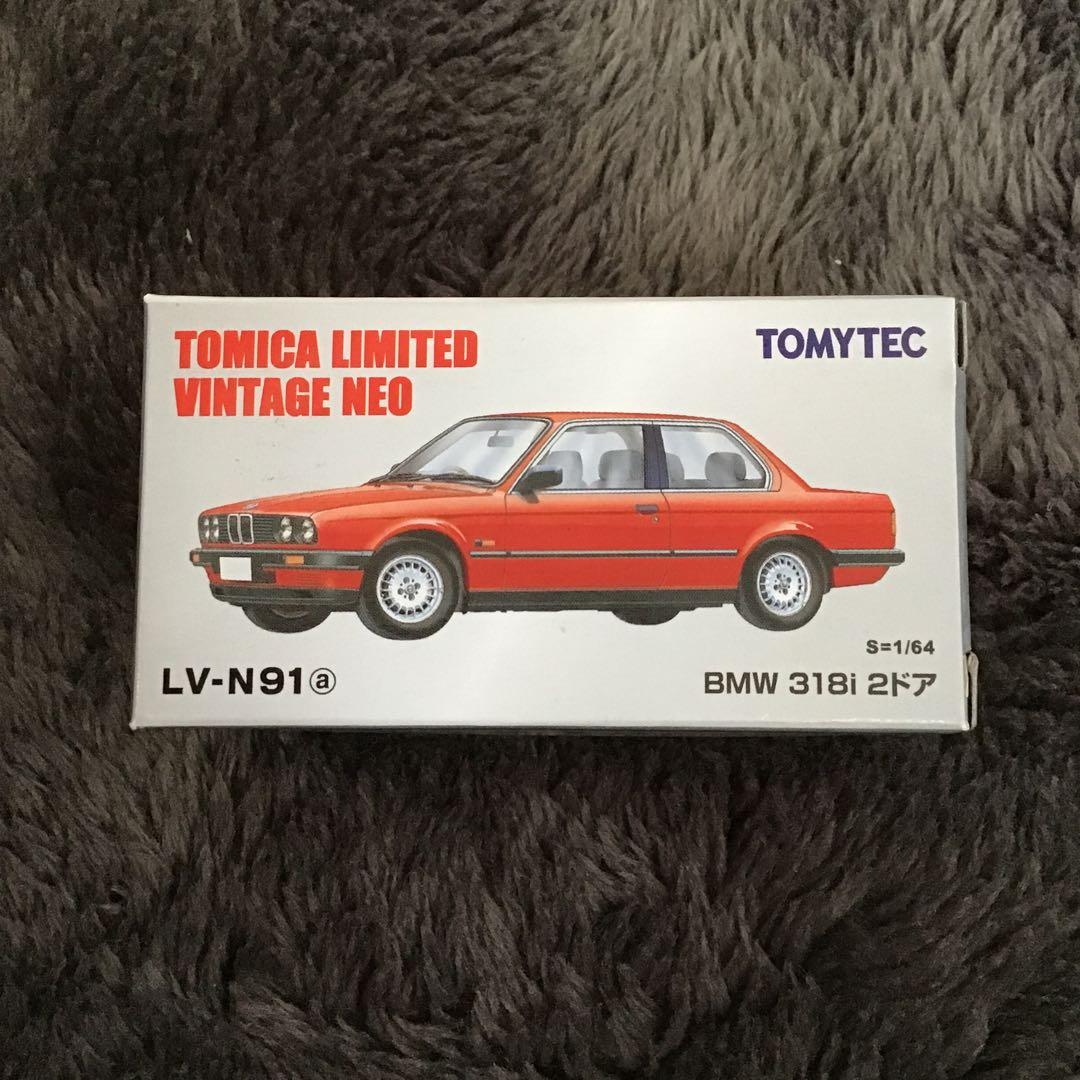 TOMICA LIMITED
VINTAGE NEO
TOMYTEC
S=1/64
LV-N91ⓐ
BMW 318i 2ドア